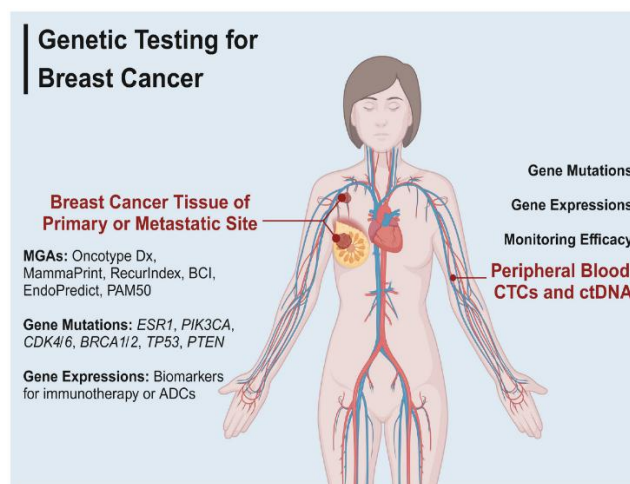 Genetic Testing for
Breast Cancer
Breast Cancer Tissue of
Primary or Metastatic Site
MGAs: Oncotype Dx,
MammaPrint, RecurIndex, BCI,
EndoPredict, PAM50
Gene Mutations: ESR1, PIK3CA,
CDK4/6, BRCA1/2, TP53, PTEN
Gene Expressions: Biomarkers
for immunotherapy or ADCs
Gene Mutations
Gene Expressions
Monitoring Efficacy
Peripheral Blood
CTCs and ctDNA